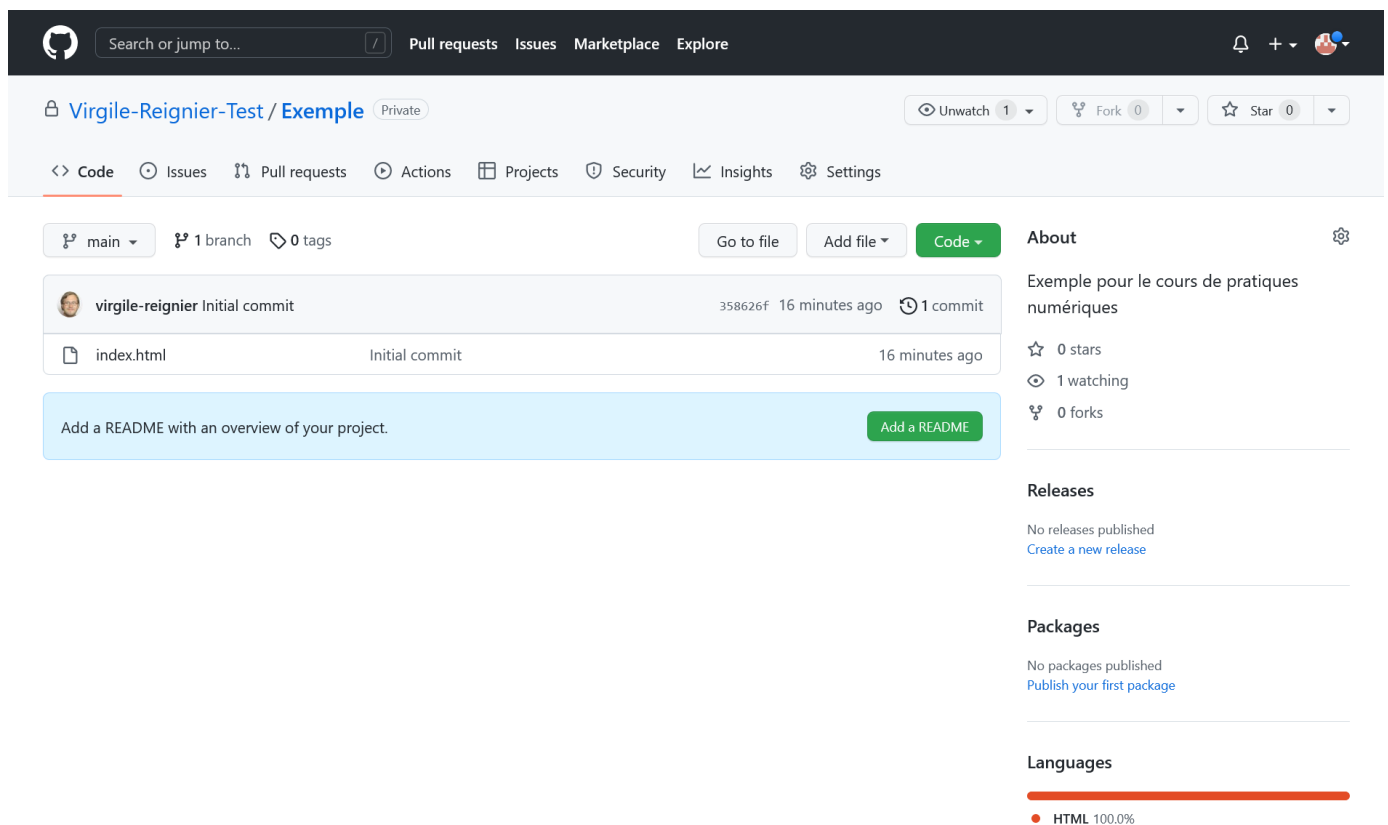 Search or jump to... / Pull requests Issues Marketplace Explore
Virgile-Reignier-Test / Exemple Private Unwatch 1 Fork 0 Star 0
Code Issues Pull requests Actions Projects Security Insights Settings
main 1 branch 0 tags Go to file Add file Code
virgile-reignier Initial commit 358626f 16 minutes ago 1 commit
index.html Initial commit 16 minutes ago
Add a README with an overview of your project. Add a README
About
Exemple pour le cours de pratiques
numériques
0 stars
1 watching
0 forks
Releases
No releases published
Create a new release
Packages
No packages published
Publish your first package
Languages
HTML 100.0%